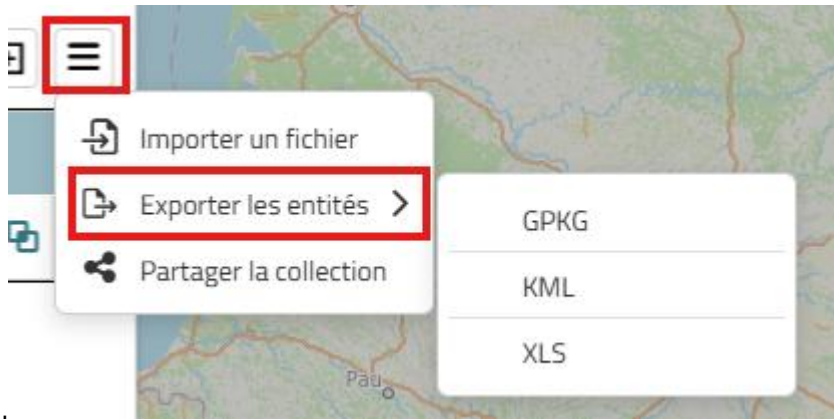 Importer un fichier
Exporter les entités
Partager la collection
GPKG
KML
XLS
Pau